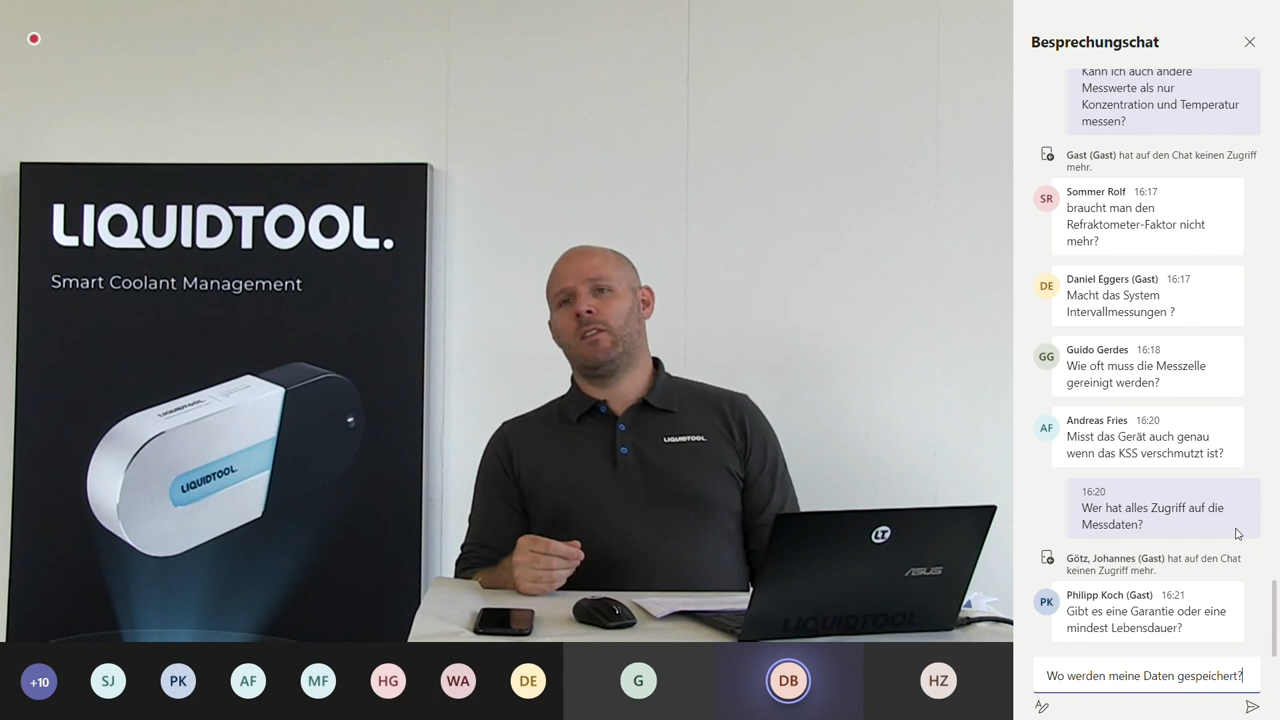 LIQUIDTOOL.
Smart Coolant Management
LIQUIDTOOL.
LIQUIDTOOL.
LIQUIDTOOL.
LT
ASUS
LIQUIDTOOL
+10
SJ
PK
AF
MF
HG
WA
DE
G
DB
HZ
Besprechungschat
Kann ich auch andere
Messwerte als nur
Konzentration und Temperatur
messen?
Gast (Gast) hat auf den Chat keinen Zugriff
mehr.
SR
Sommer Rolf 16:17
braucht man den
Refraktometer-Faktor nicht
mehr?
DE
Daniel Eggers (Gast) 16:17
Macht das System
Intervallmessungen ?
GG
Guido Gerdes 16:18
Wie oft muss die Messzelle
gereinigt werden?
AF
Andreas Fries 16:20
Misst das Gerät auch genau
wenn das KSS verschmutzt ist?
16:20
Wer hat alles Zugriff auf die
Messdaten?
Götz, Johannes (Gast) hat auf den Chat
keinen Zugriff mehr.
PK
Philipp Koch (Gast) 16:21
Gibt es eine Garantie oder eine
mindest Lebensdauer?
Wo werden meine Daten gespeichert?